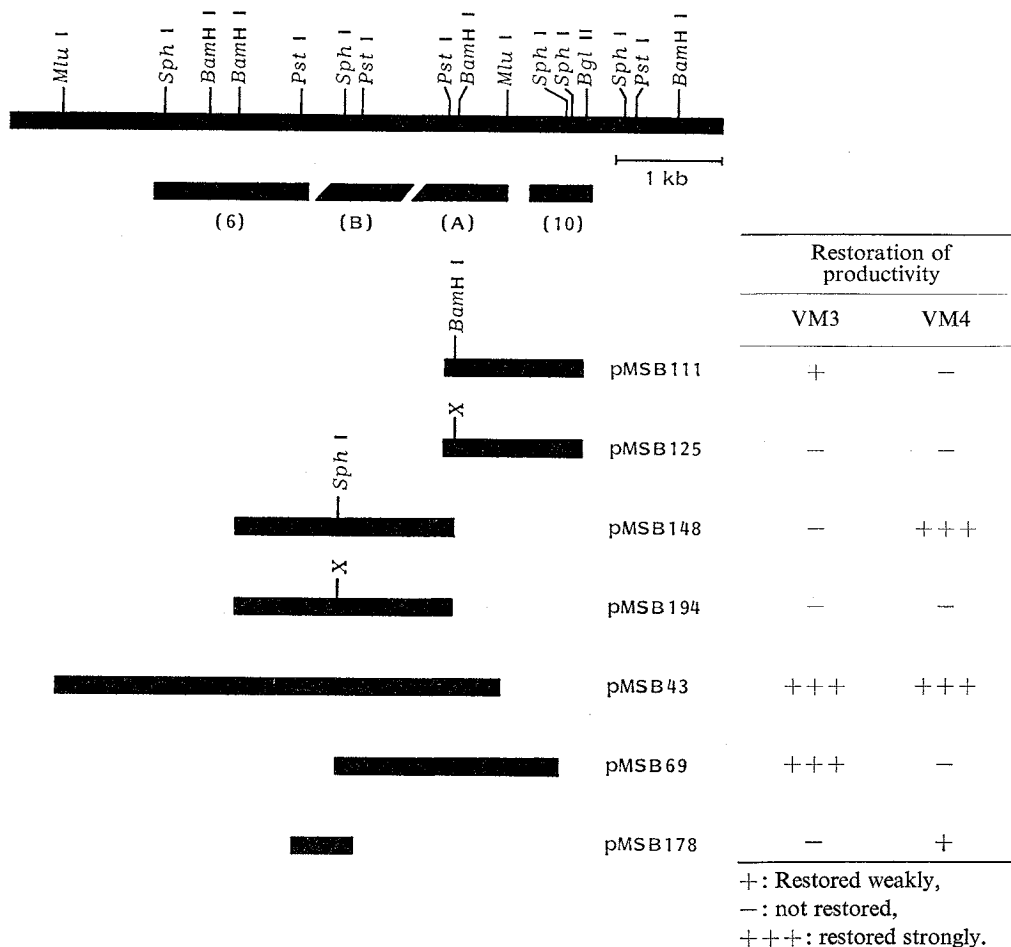 Mlu I
Sph I
BamH I
BamH I
Pst I
Sph I
Pst I
Pst I
BamH I
Mlu I
Sph I
Sph I
Bgl II
Sph I
Pst I
BamH I
1 kb
(6)
(B)
(A)
(10)
Restoration of
productivity
VM3 VM4
BamH I
pMSB111 + −
X
pMSB125 − −
Sph I
pMSB148 − +++
X
pMSB194 − −
pMSB43 +++ +++
pMSB69 +++ −
pMSB178 − +
+: Restored weakly,
−: not restored,
+++: restored strongly.